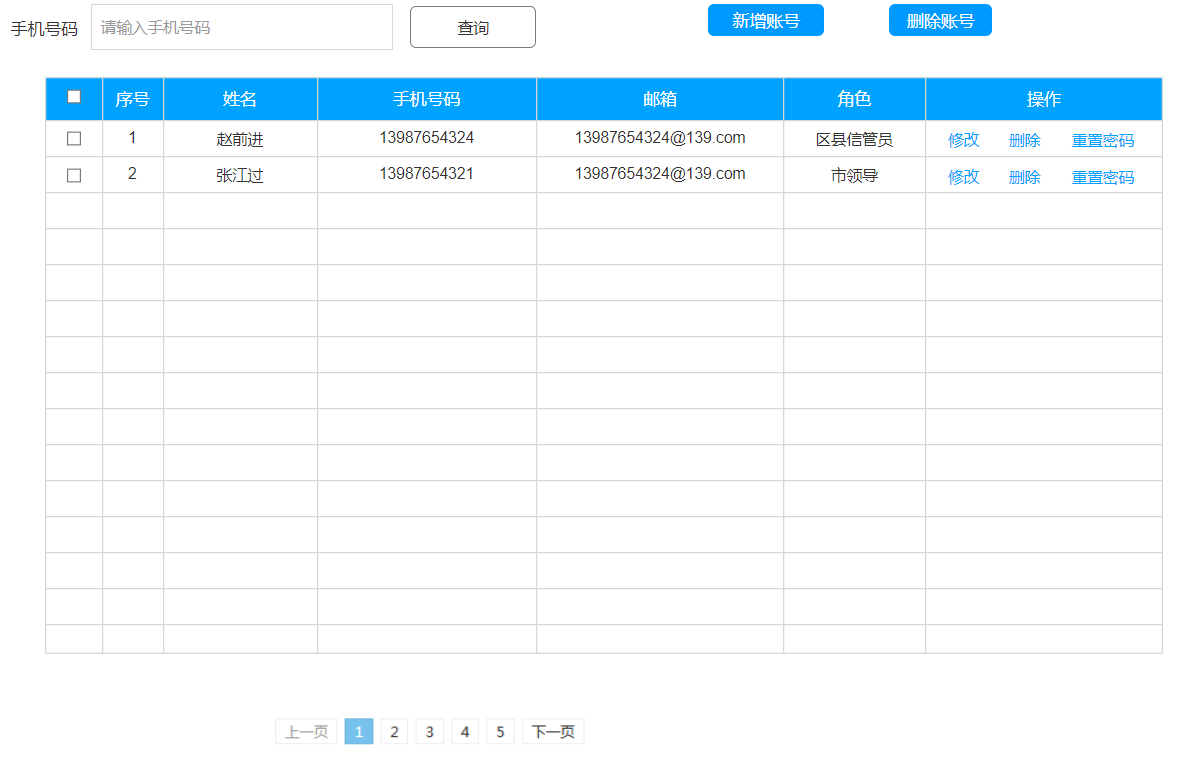 手机号码 请输入手机号码 查询 新增账号 删除账号
序号 姓名 手机号码 邮箱 角色 操作
1 赵前进 13987654324 13987654324@139.com 区县信管员 修改 删除 重置密码
2 张江过 13987654321 13987654324@139.com 市领导 修改 删除 重置密码
上一页 1 2 3 4 5 下一页